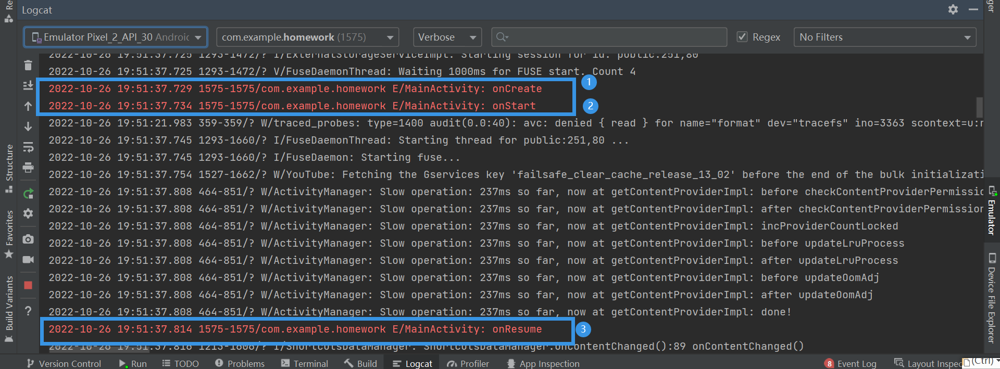 Re
ger
Logcat
Emulator Pixel_2_API_30 Android
com.example.homework (1575)
Verbose
Regex
No Filters
2022-10-26 19:51:37.725 1293-1472/? I/ExternalStorageServiceImpl: Starting session for id: public:251,80
2022-10-26 19:51:37.725 1293-1472/? V/FuseDaemonThread: Waiting 1000ms for FUSE start. Count 4
2022-10-26 19:51:37.729 1575-1575/com.example.homework E/MainActivity: onCreate
1
2022-10-26 19:51:37.734 1575-1575/com.example.homework E/MainActivity: onStart
2
2022-10-26 19:51:21.983 359-359/? W/traced_probes: type=1400 audit(0.0:40): avc: denied { read } for name="format" dev="tracefs" ino=3363 scontext=u:r
2022-10-26 19:51:37.745 1293-1660/? I/FuseDaemonThread: Starting thread for public:251,80 ...
2022-10-26 19:51:37.745 1293-1660/? I/FuseDaemon: Starting fuse...
2022-10-26 19:51:37.754 1527-1662/? W/YouTube: Fetching the Gservices key 'failsafe_clear_cache_release_13_02' before the end of the bulk initializati
2022-10-26 19:51:37.808 464-851/? W/ActivityManager: Slow operation: 237ms so far, now at getContentProviderImpl: before checkContentProviderPermissio
2022-10-26 19:51:37.808 464-851/? W/ActivityManager: Slow operation: 237ms so far, now at getContentProviderImpl: after checkContentProviderPermission
2022-10-26 19:51:37.808 464-851/? W/ActivityManager: Slow operation: 237ms so far, now at getContentProviderImpl: incProviderCountLocked
2022-10-26 19:51:37.808 464-851/? W/ActivityManager: Slow operation: 237ms so far, now at getContentProviderImpl: before updateLruProcess
2022-10-26 19:51:37.808 464-851/? W/ActivityManager: Slow operation: 237ms so far, now at getContentProviderImpl: after updateLruProcess
2022-10-26 19:51:37.808 464-851/? W/ActivityManager: Slow operation: 237ms so far, now at getContentProviderImpl: before updateOomAdj
2022-10-26 19:51:37.808 464-851/? W/ActivityManager: Slow operation: 237ms so far, now at getContentProviderImpl: after updateOomAdj
2022-10-26 19:51:37.808 464-851/? W/ActivityManager: Slow operation: 237ms so far, now at getContentProviderImpl: done!
2022-10-26 19:51:37.814 1575-1575/com.example.homework E/MainActivity: onResume
3
2022-10-26 19:51:37.816 1213-1606/? I/ShortcutsDataManager: ShortcutsDataManager.onContentChanged():89 onContentChanged()
Structure
Favorites
Build Variants
Emulator
Device File Explorer
Version Control
Run
TODO
Problems
Terminal
Build
Logcat
Profiler
App Inspection
8
Event Log
Layout Inspec
(Ctrl)